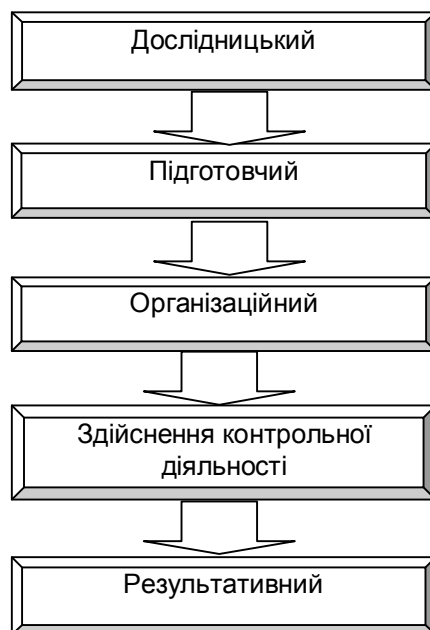 Дослідницький
Підготовчий
Організаційний
Здійснення контрольної
діяльності
Результативний